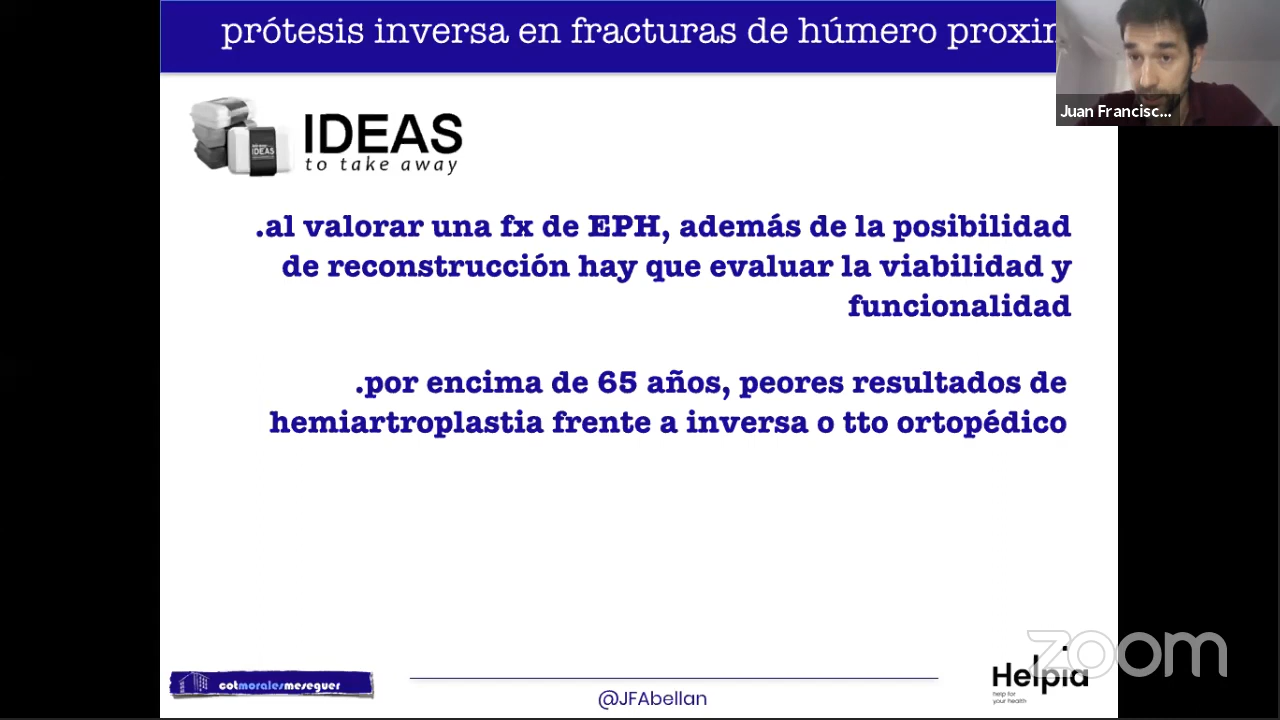 prótesis inversa en fracturas de húmero proxim
Juan Francisc...
IDEAS
to take away
.al valorar una fx de EPH, además de la posibilidad
de reconstrucción hay que evaluar la viabilidad y
funcionalidad
.por encima de 65 años, peores resultados de
hemiartroplastia frente a inversa o tto ortopédico
cotmoralesmeseguer
@JFAbellan
Helpia
help for
your health
zoom